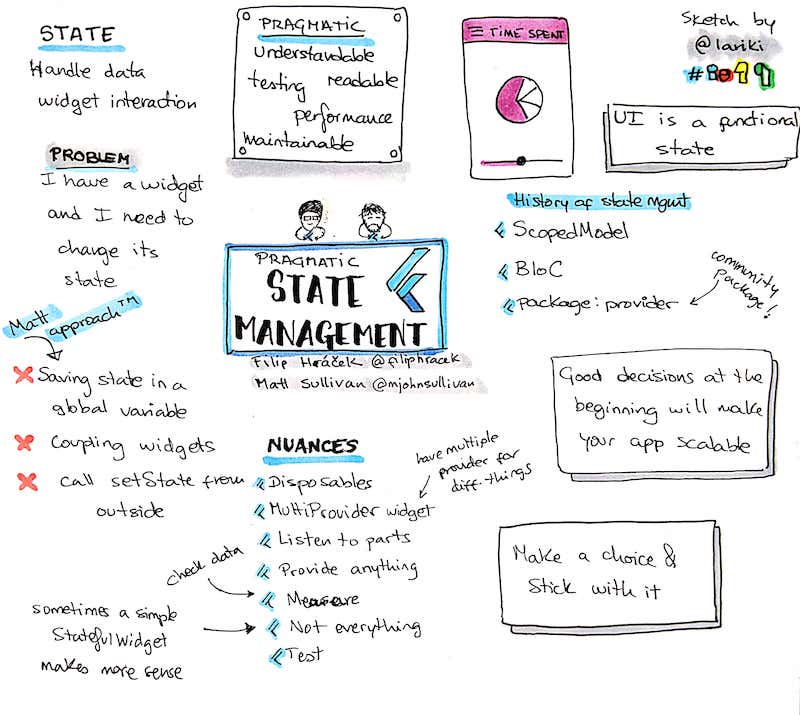 STATE
Handle data
widget interaction
PRAGMATIC
Understandable
testing readable
performance
maintainable
TIME SPENT
Sketch by
@lariki
#8o19
UI is a functional
state
PROBLEM
I have a widget
and I need to
change its
state
PRAGMATIC
STATE
MANAGEMENT
Filip Hráček @filiphracek
Matt Sullivan @mjohnsullivan
History of state mgmt
ScopedModel
BloC
Package: provider
community
package!
Matt
approach™
Saving state in a
global variable
Coupling widgets
call setState from
outside
Good decisions at the
beginning will make
your app scalable
NUANCES
Disposables
MultiProvider widget
Listen to parts
Provide anything
Measure
Not everything
Test
have multiple
provider for
diff. things
check data
sometimes a simple
StatefulWidget
makes more sense
Make a choice &
Stick with it